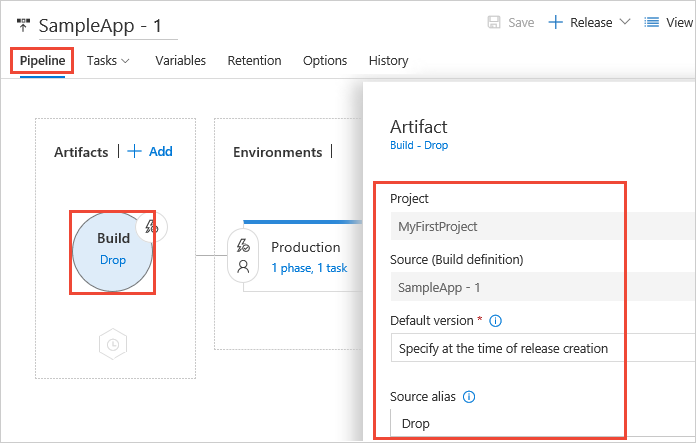 SampleApp - 1
Save
Release
View
Pipeline
Tasks
Variables
Retention
Options
History
Artifacts
Add
Environments
Build
Drop
Production
1 phase, 1 task
Artifact
Build - Drop
Project
MyFirstProject
Source (Build definition)
SampleApp - 1
Default version *
Specify at the time of release creation
Source alias
Drop